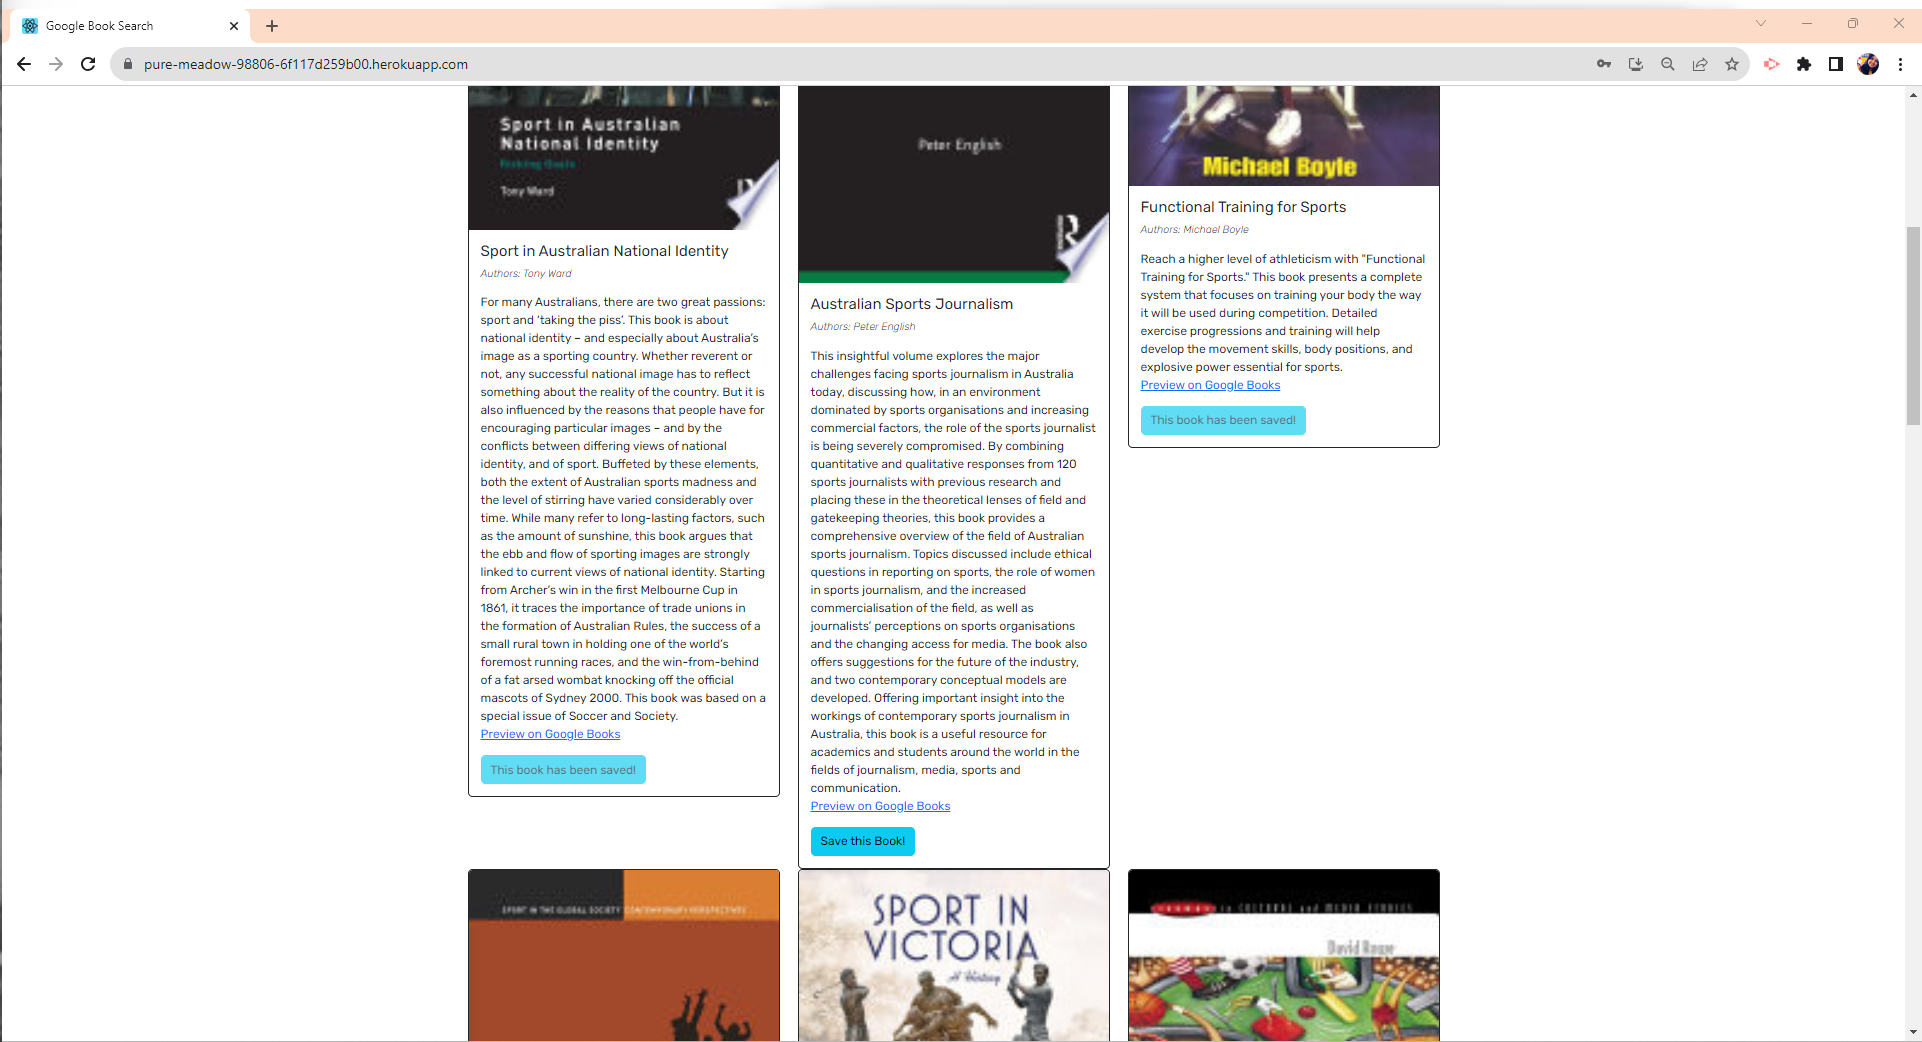 Google Book Search
pure-meadow-98806-6f117d259b00.herokuapp.com
Sport in Australian
National Identity
Tony Ward
Sport in Australian National Identity
Authors: Tony Ward
For many Australians, there are two great passions:
sport and ‘taking the piss’. This book is about
national identity – and especially about Australia’s
image as a sporting country. Whether reverent or
not, any successful national image has to reflect
something about the reality of the country. But it is
also influenced by the reasons that people have for
encouraging particular images – and by the
conflicts between differing views of national
identity, and of sport. Buffeted by these elements,
both the extent of Australian sports madness and
the level of stirring have varied considerably over
time. While many refer to long-lasting factors, such
as the amount of sunshine, this book argues that
the ebb and flow of sporting images are strongly
linked to current views of national identity. Starting
from Archer’s win in the first Melbourne Cup in
1861, it traces the importance of trade unions in
the formation of Australian Rules, the success of a
small rural town in holding one of the world’s
foremost running races, and the win-from-behind
of a fat arsed wombat knocking off the official
mascots of Sydney 2000. This book was based on a
special issue of Soccer and Society.
Preview on Google Books
This book has been saved!
Peter English
R
Australian Sports Journalism
Authors: Peter English
This insightful volume explores the major
challenges facing sports journalism in Australia
today, discussing how, in an environment
dominated by sports organisations and increasing
commercial factors, the role of the sports journalist
is being severely compromised. By combining
quantitative and qualitative responses from 120
sports journalists with previous research and
placing these in the theoretical lenses of field and
gatekeeping theories, this book provides a
comprehensive overview of the field of Australian
sports journalism. Topics discussed include ethical
questions in reporting on sports, the role of women
in sports journalism, and the increased
commercialisation of the field, as well as
journalists’ perceptions on sports organisations
and the changing access for media. The book also
offers suggestions for the future of the industry,
and two contemporary conceptual models are
developed. Offering important insight into the
workings of contemporary sports journalism in
Australia, this book is a useful resource for
academics and students around the world in the
fields of journalism, media, sports and
communication.
Preview on Google Books
Save this Book!
Michael Boyle
Functional Training for Sports
Authors: Michael Boyle
Reach a higher level of athleticism with "Functional
Training for Sports." This book presents a complete
system that focuses on training your body the way
it will be used during competition. Detailed
exercise progressions and training will help
develop the movement skills, body positions, and
explosive power essential for sports.
Preview on Google Books
This book has been saved!
SPORT IN THE GLOBAL SOCIETY CONTEMPORARY PERSPECTIVES
SPORT IN
VICTORIA
A History
in CULTURAL and MEDIA STUDIES
David Rowe